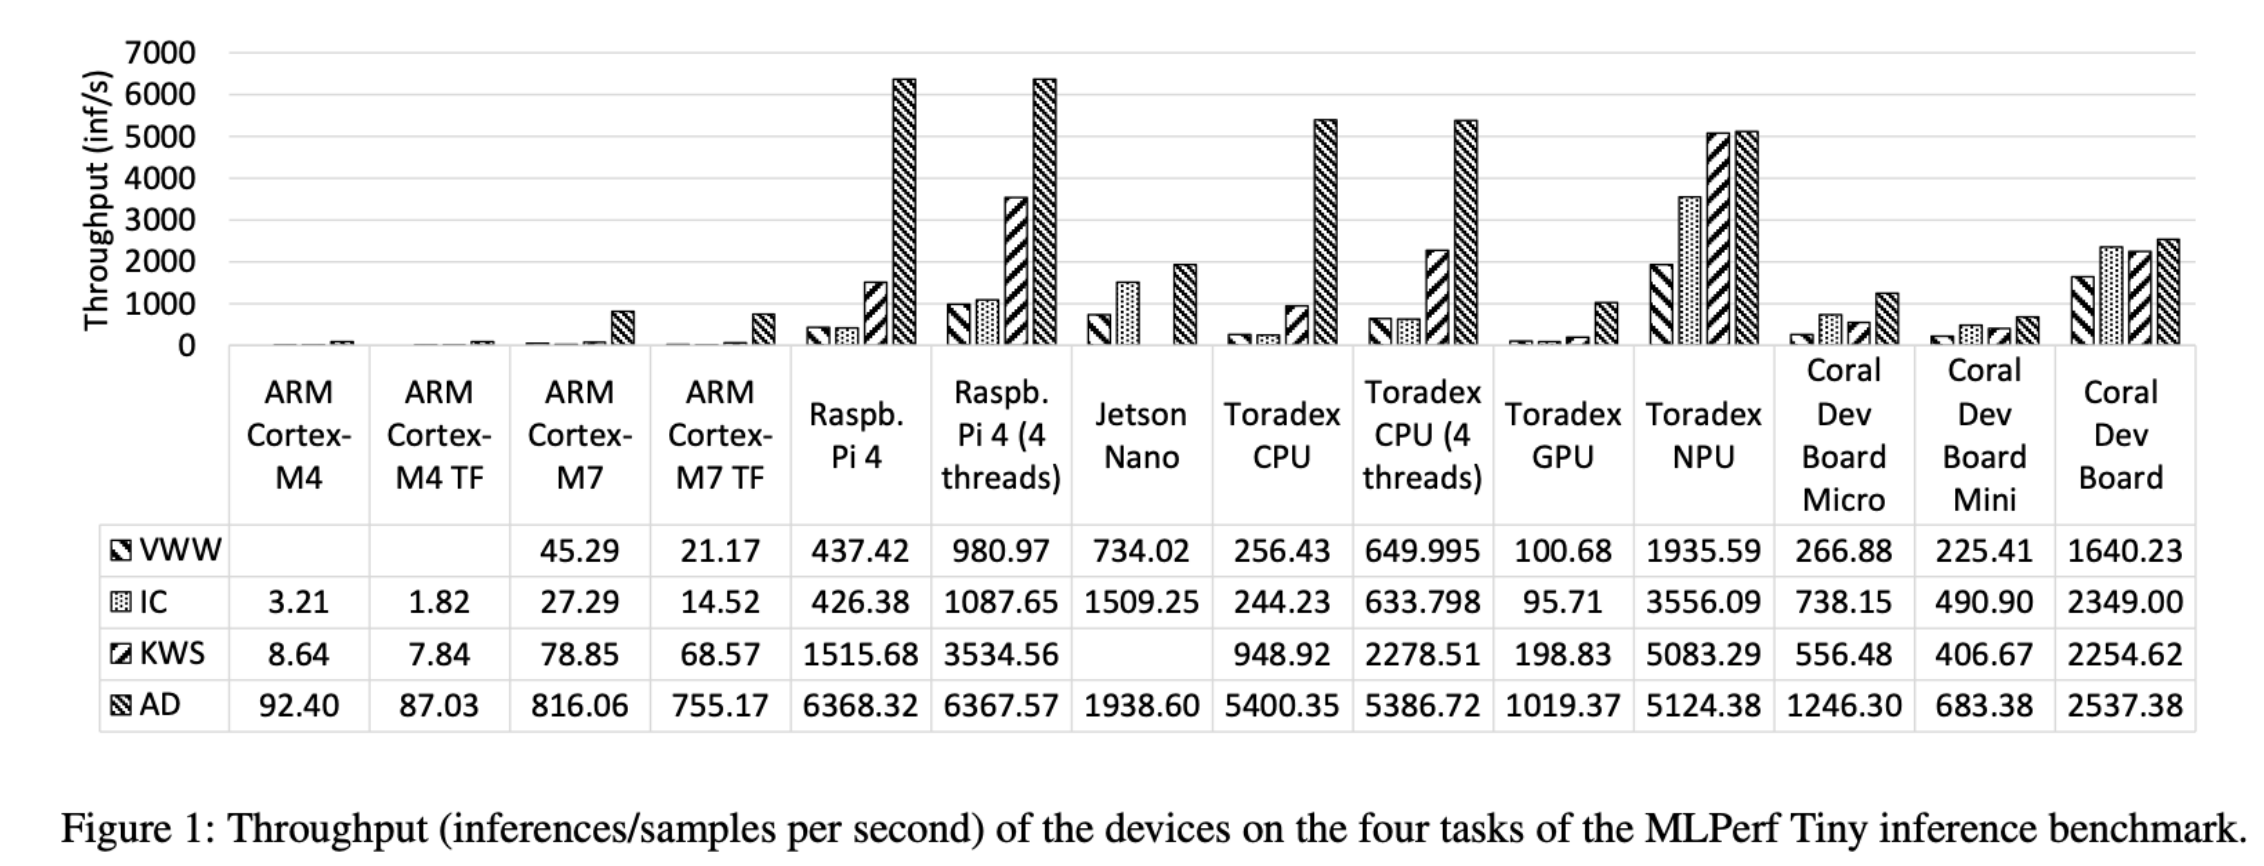 Throughput (inf/s)
7000
6000
5000
4000
3000
2000
1000
0
ARM Cortex-M4
ARM Cortex-M4 TF
ARM Cortex-M7
ARM Cortex-M7 TF
Raspb. Pi 4
Raspb. Pi 4 (4 threads)
Jetson Nano
Toradex CPU
Toradex CPU (4 threads)
Toradex GPU
Toradex NPU
Coral Dev Board Micro
Coral Dev Board Mini
Coral Dev Board
VWW 45.29 21.17 437.42 980.97 734.02 256.43 649.995 100.68 1935.59 266.88 225.41 1640.23
IC 3.21 1.82 27.29 14.52 426.38 1087.65 1509.25 244.23 633.798 95.71 3556.09 738.15 490.90 2349.00
KWS 8.64 7.84 78.85 68.57 1515.68 3534.56 948.92 2278.51 198.83 5083.29 556.48 406.67 2254.62
AD 92.40 87.03 816.06 755.17 6368.32 6367.57 1938.60 5400.35 5386.72 1019.37 5124.38 1246.30 683.38 2537.38
Figure 1: Throughput (inferences/samples per second) of the devices on the four tasks of the MLPerf Tiny inference benchmark.